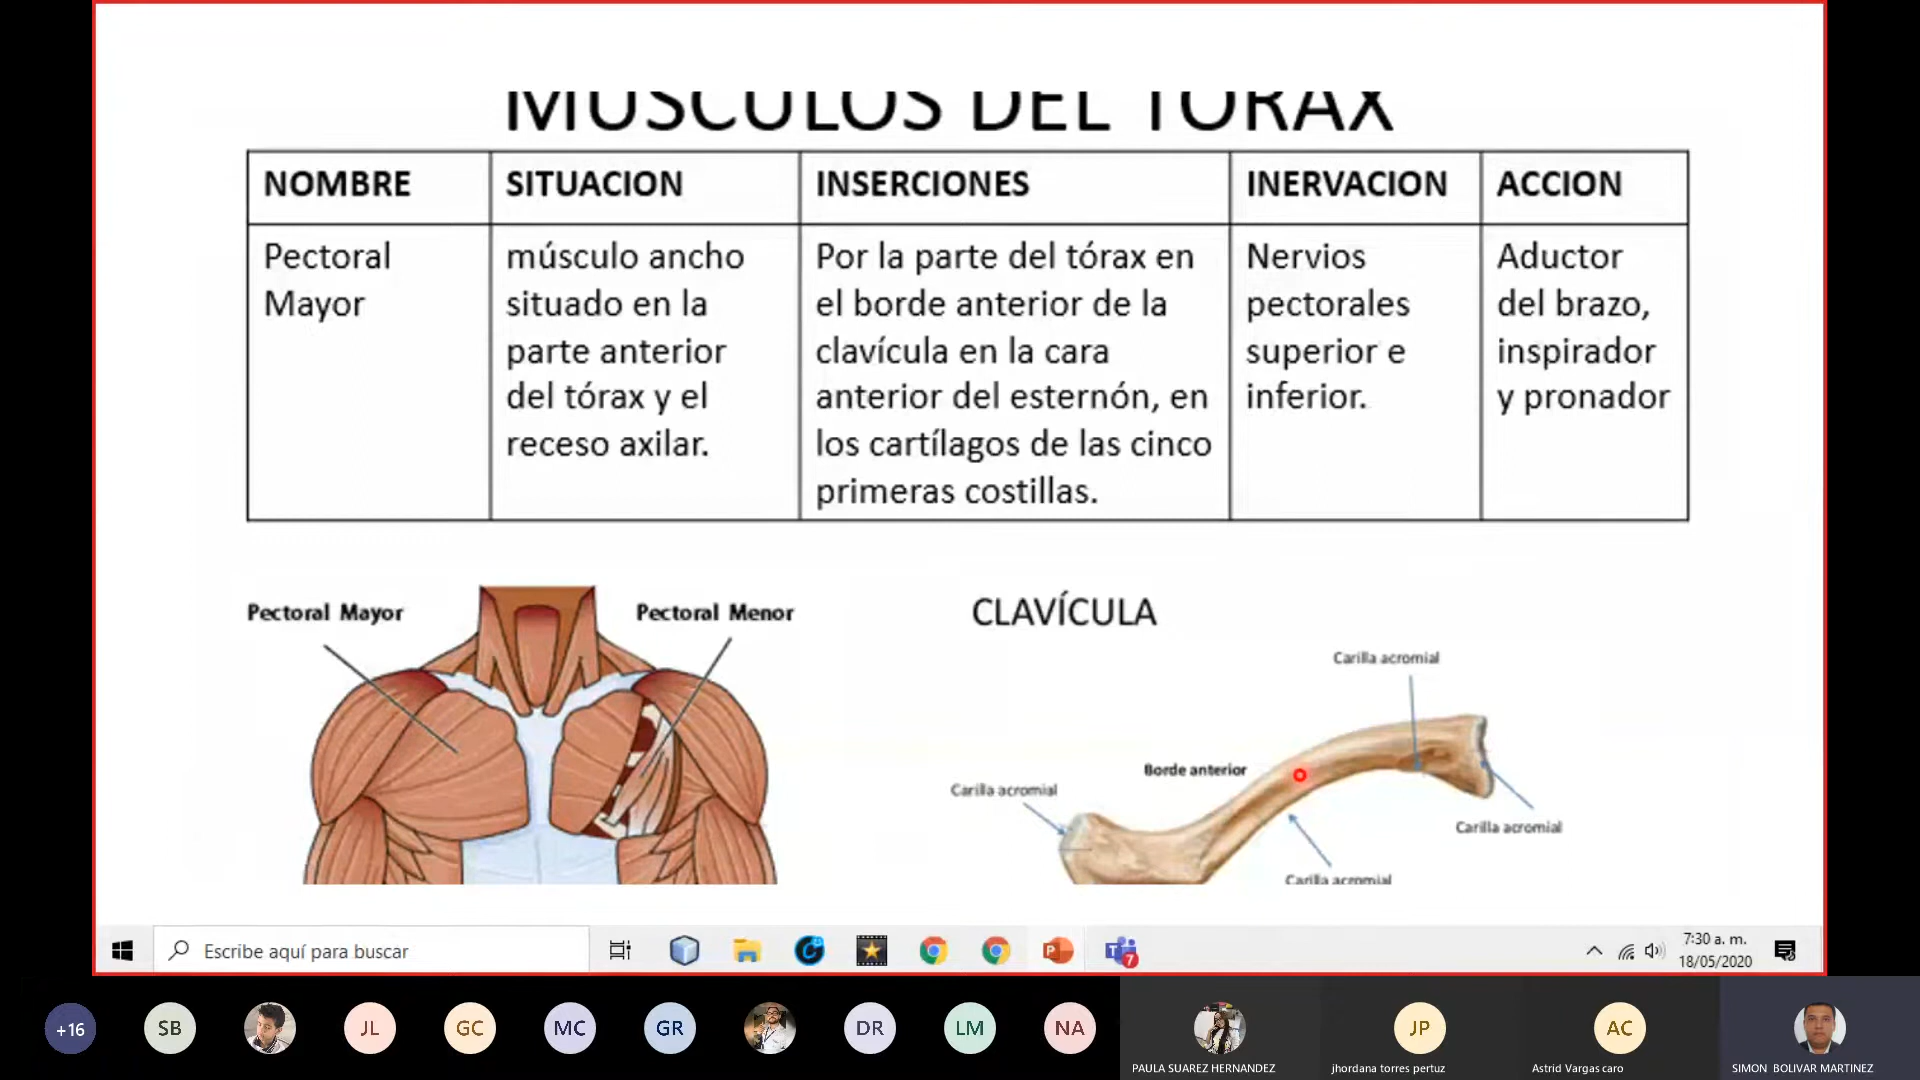 MÚSCULOS DEL TÓRAX
NOMBRE
SITUACION
INSERCIONES
INERVACION
ACCION
Pectoral
Mayor
músculo ancho
situado en la
parte anterior
del tórax y el
receso axilar.
Por la parte del tórax en
el borde anterior de la
clavícula en la cara
anterior del esternón, en
los cartílagos de las cinco
primeras costillas.
Nervios
pectorales
superior e
inferior.
Aductor
del brazo,
inspirador
y pronador
Pectoral Mayor
Pectoral Menor
CLAVÍCULA
Carilla acromial
Borde anterior
Carilla acromial
Carilla acromial
Carilla acromial
Escribe aquí para buscar
7
7:30 a. m.
18/05/2020
+16
SB
JL
GC
MC
GR
DR
LM
NA
JP
AC
PAULA SUAREZ HERNANDEZ
jhordana torres pertuz
Astrid Vargas caro
SIMON BOLIVAR MARTINEZ